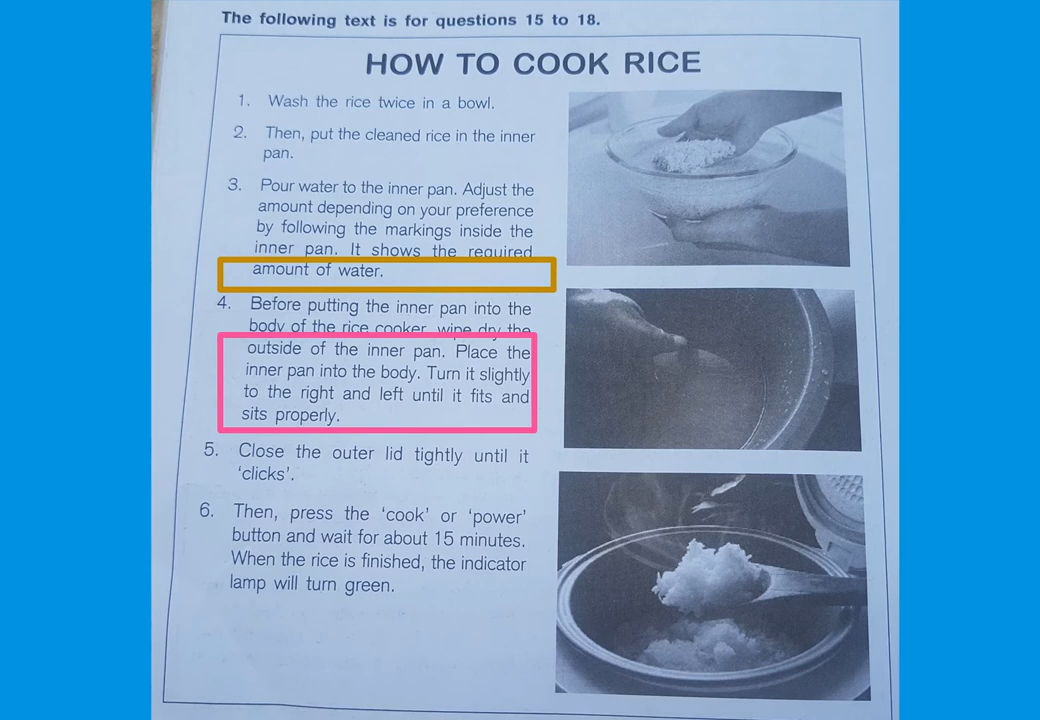 The following text is for questions 15 to 18.
HOW TO COOK RICE
1. Wash the rice twice in a bowl.
2. Then, put the cleaned rice in the inner
pan.
3. Pour water to the inner pan. Adjust the
amount depending on your preference
by following the markings inside the
inner pan. It shows the required
amount of water.
4. Before putting the inner pan into the
body of the rice cooker, wipe dry the
outside of the inner pan. Place the
inner pan into the body. Turn it slightly
to the right and left until it fits and
sits properly.
5. Close the outer lid tightly until it
‘clicks’.
6. Then, press the ‘cook’ or ‘power’
button and wait for about 15 minutes.
When the rice is finished, the indicator
lamp will turn green.